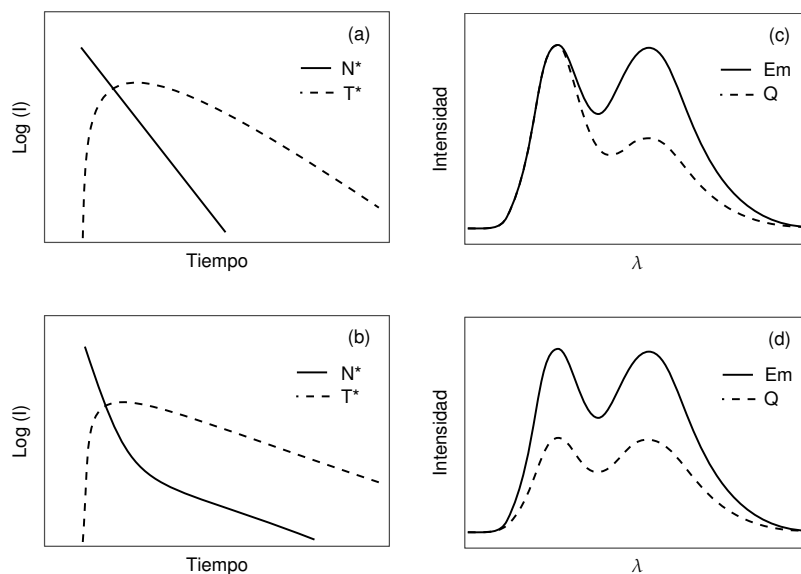 (a)
N*
T*
Log (I)
Tiempo
(c)
Em
Q
Intensidad
λ
(b)
N*
T*
Log (I)
Tiempo
(d)
Em
Q
Intensidad
λ